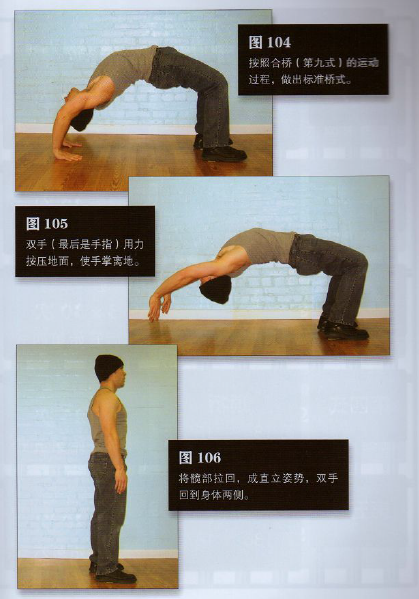 图 104
按照合桥（第九式）的运动
过程，做出标准桥式。
图 105
双手（最后是手指）用力
按压地面，使手掌离地。
图 106
将髋部拉回，成直立姿势，双手
回到身体两侧。